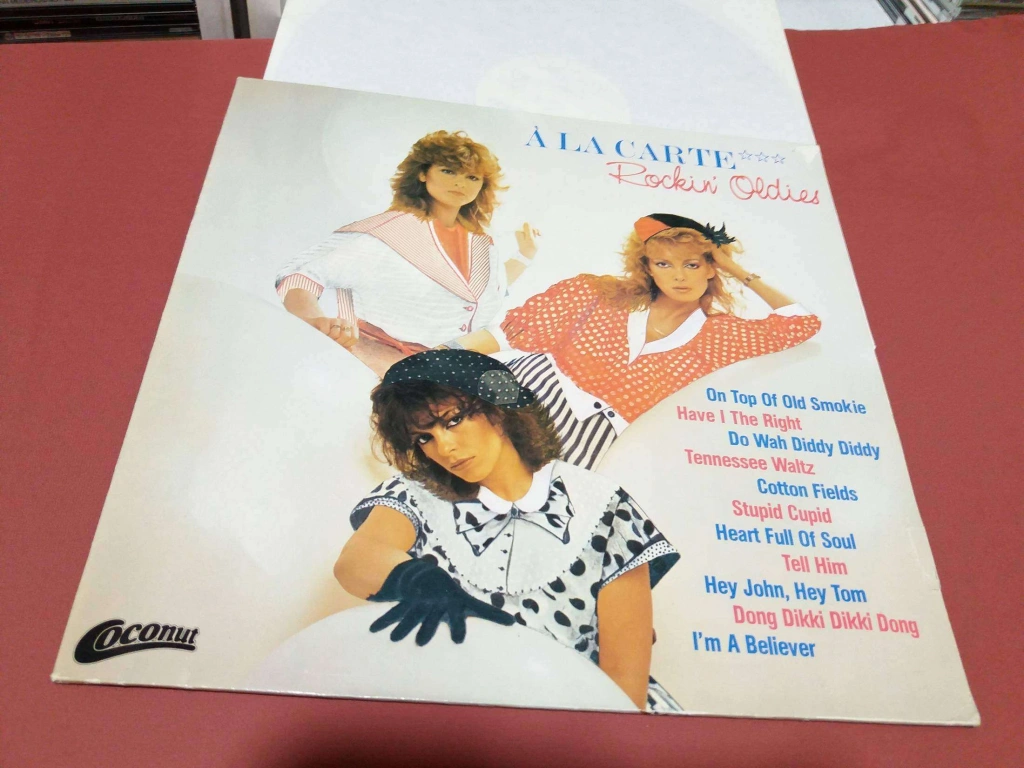 À LA CARTE☆☆☆
Rockin' Oldies
On Top Of Old Smokie
Have I The Right
Do Wah Diddy Diddy
Tennessee Waltz
Cotton Fields
Stupid Cupid
Heart Full Of Soul
Tell Him
Hey John, Hey Tom
Dong Dikki Dikki Dong
I'm A Believer
Coconut